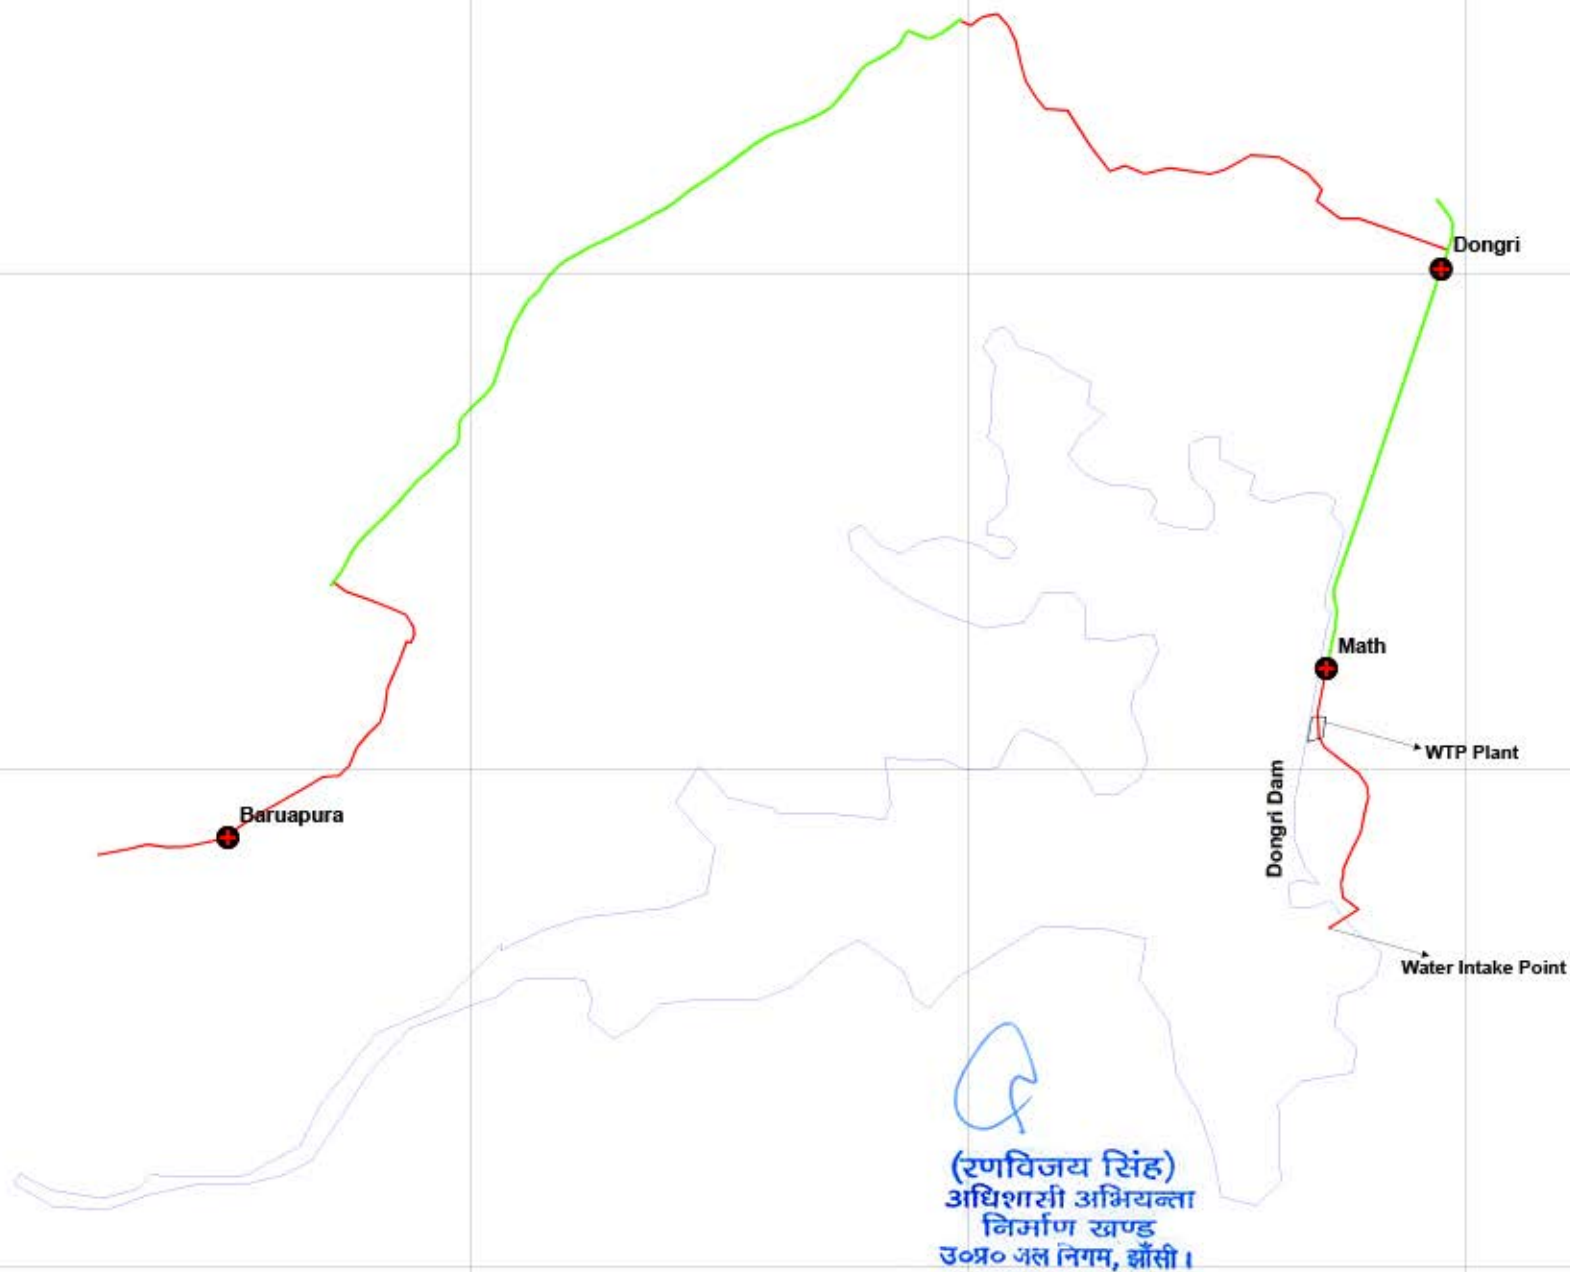 Dongri
Math
WTP Plant
Dongri Dam
Baruapura
Water Intake Point
(रणविजय सिंह)
अधिशासी अभियन्ता
निर्माण खण्ड
उ०प्र० जल निगम, झाँसी।